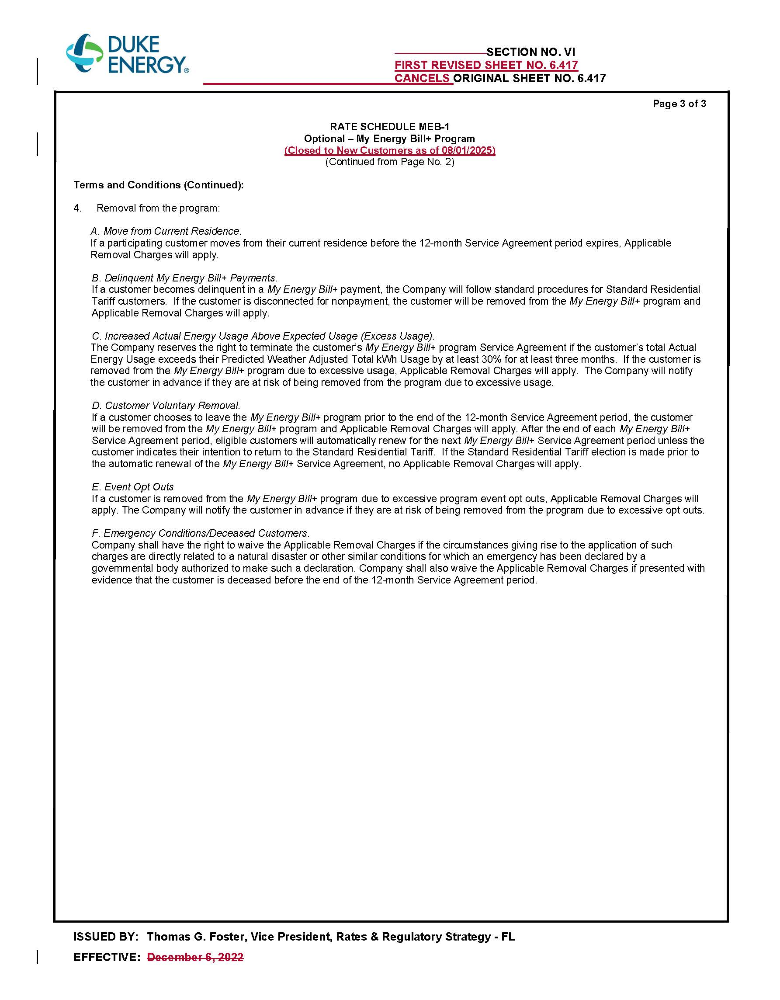 DUKE
ENERGY®
SECTION NO. VI
FIRST REVISED SHEET NO. 6.417
CANCELS ORIGINAL SHEET NO. 6.417
Page 3 of 3
RATE SCHEDULE MEB-1
Optional – My Energy Bill+ Program
(Closed to New Customers as of 08/01/2025)
(Continued from Page No. 2)
Terms and Conditions (Continued):
4. Removal from the program:
A. Move from Current Residence.
If a participating customer moves from their current residence before the 12-month Service Agreement period expires, Applicable
Removal Charges will apply.
B. Delinquent My Energy Bill+ Payments.
If a customer becomes delinquent in a My Energy Bill+ payment, the Company will follow standard procedures for Standard Residential
Tariff customers. If the customer is disconnected for nonpayment, the customer will be removed from the My Energy Bill+ program and
Applicable Removal Charges will apply.
C. Increased Actual Energy Usage Above Expected Usage (Excess Usage).
The Company reserves the right to terminate the customer’s My Energy Bill+ program Service Agreement if the customer’s total Actual
Energy Usage exceeds their Predicted Weather Adjusted Total kWh Usage by at least 30% for at least three months. If the customer is
removed from the My Energy Bill+ program due to excessive usage, Applicable Removal Charges will apply. The Company will notify
the customer in advance if they are at risk of being removed from the program due to excessive usage.
D. Customer Voluntary Removal.
If a customer chooses to leave the My Energy Bill+ program prior to the end of the 12-month Service Agreement period, the customer
will be removed from the My Energy Bill+ program and Applicable Removal Charges will apply. After the end of each My Energy Bill+
Service Agreement period, eligible customers will automatically renew for the next My Energy Bill+ Service Agreement period unless the
customer indicates their intention to return to the Standard Residential Tariff. If the Standard Residential Tariff election is made prior to
the automatic renewal of the My Energy Bill+ Service Agreement, no Applicable Removal Charges will apply.
E. Event Opt Outs
If a customer is removed from the My Energy Bill+ program due to excessive program event opt outs, Applicable Removal Charges will
apply. The Company will notify the customer in advance if they are at risk of being removed from the program due to excessive opt outs.
F. Emergency Conditions/Deceased Customers.
Company shall have the right to waive the Applicable Removal Charges if the circumstances giving rise to the application of such
charges are directly related to a natural disaster or other similar conditions for which an emergency has been declared by a
governmental body authorized to make such a declaration. Company shall also waive the Applicable Removal Charges if presented with
evidence that the customer is deceased before the end of the 12-month Service Agreement period.
ISSUED BY: Thomas G. Foster, Vice President, Rates & Regulatory Strategy - FL
EFFECTIVE: December 6, 2022